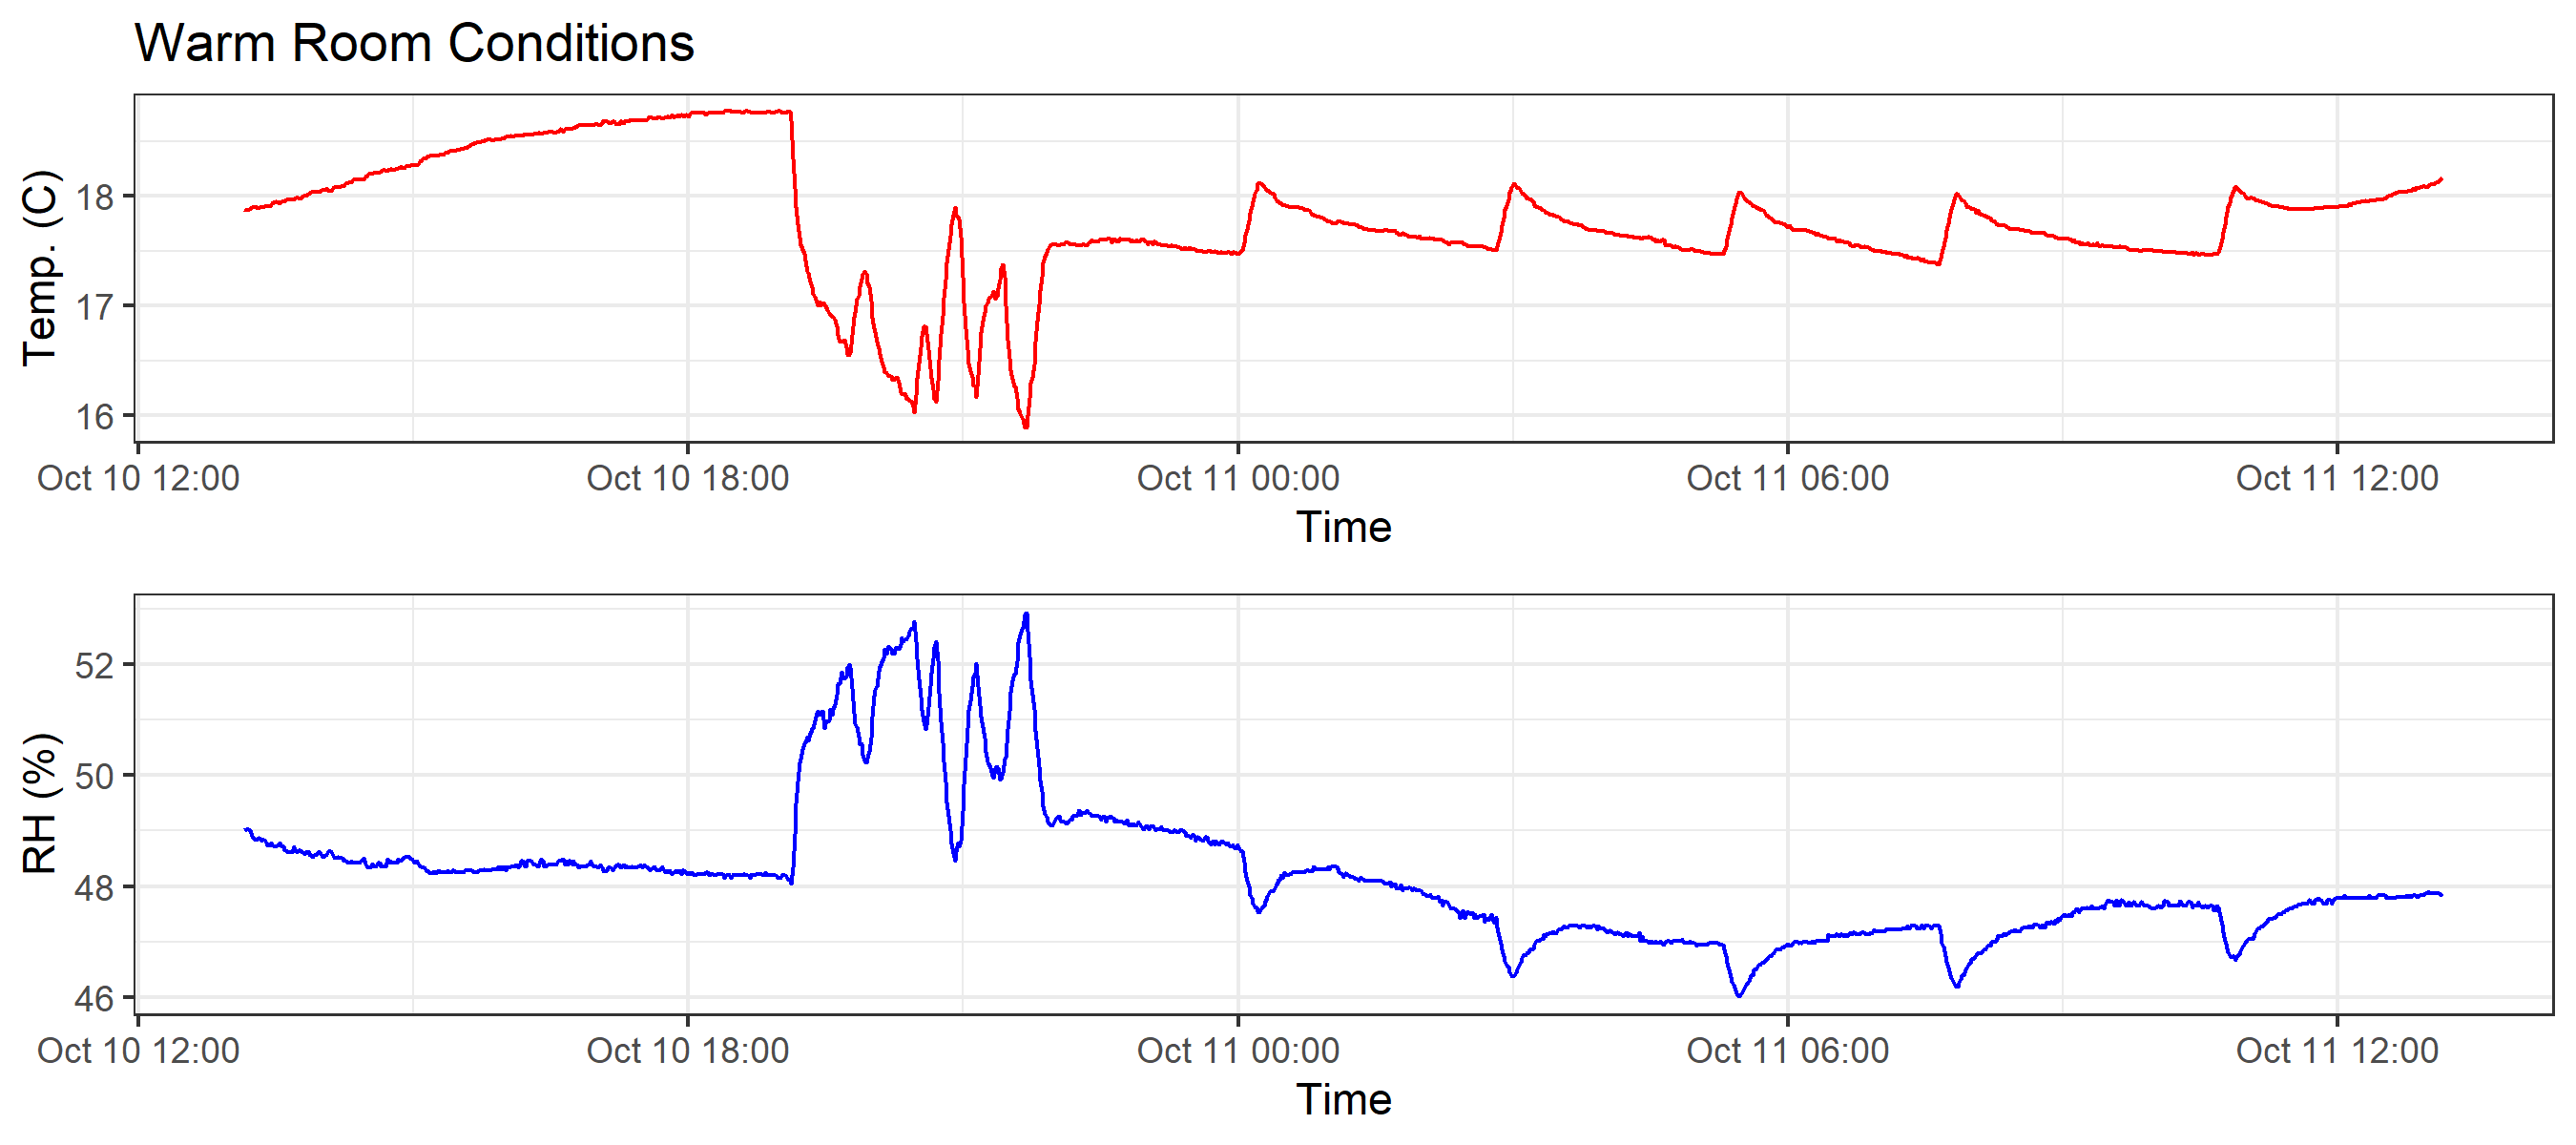 Warm Room Conditions
Temp. (C)
18
17
16
Oct 10 12:00 Oct 10 18:00 Oct 11 00:00 Oct 11 06:00 Oct 11 12:00
Time
RH (%)
52
50
48
46
Oct 10 12:00 Oct 10 18:00 Oct 11 00:00 Oct 11 06:00 Oct 11 12:00
Time